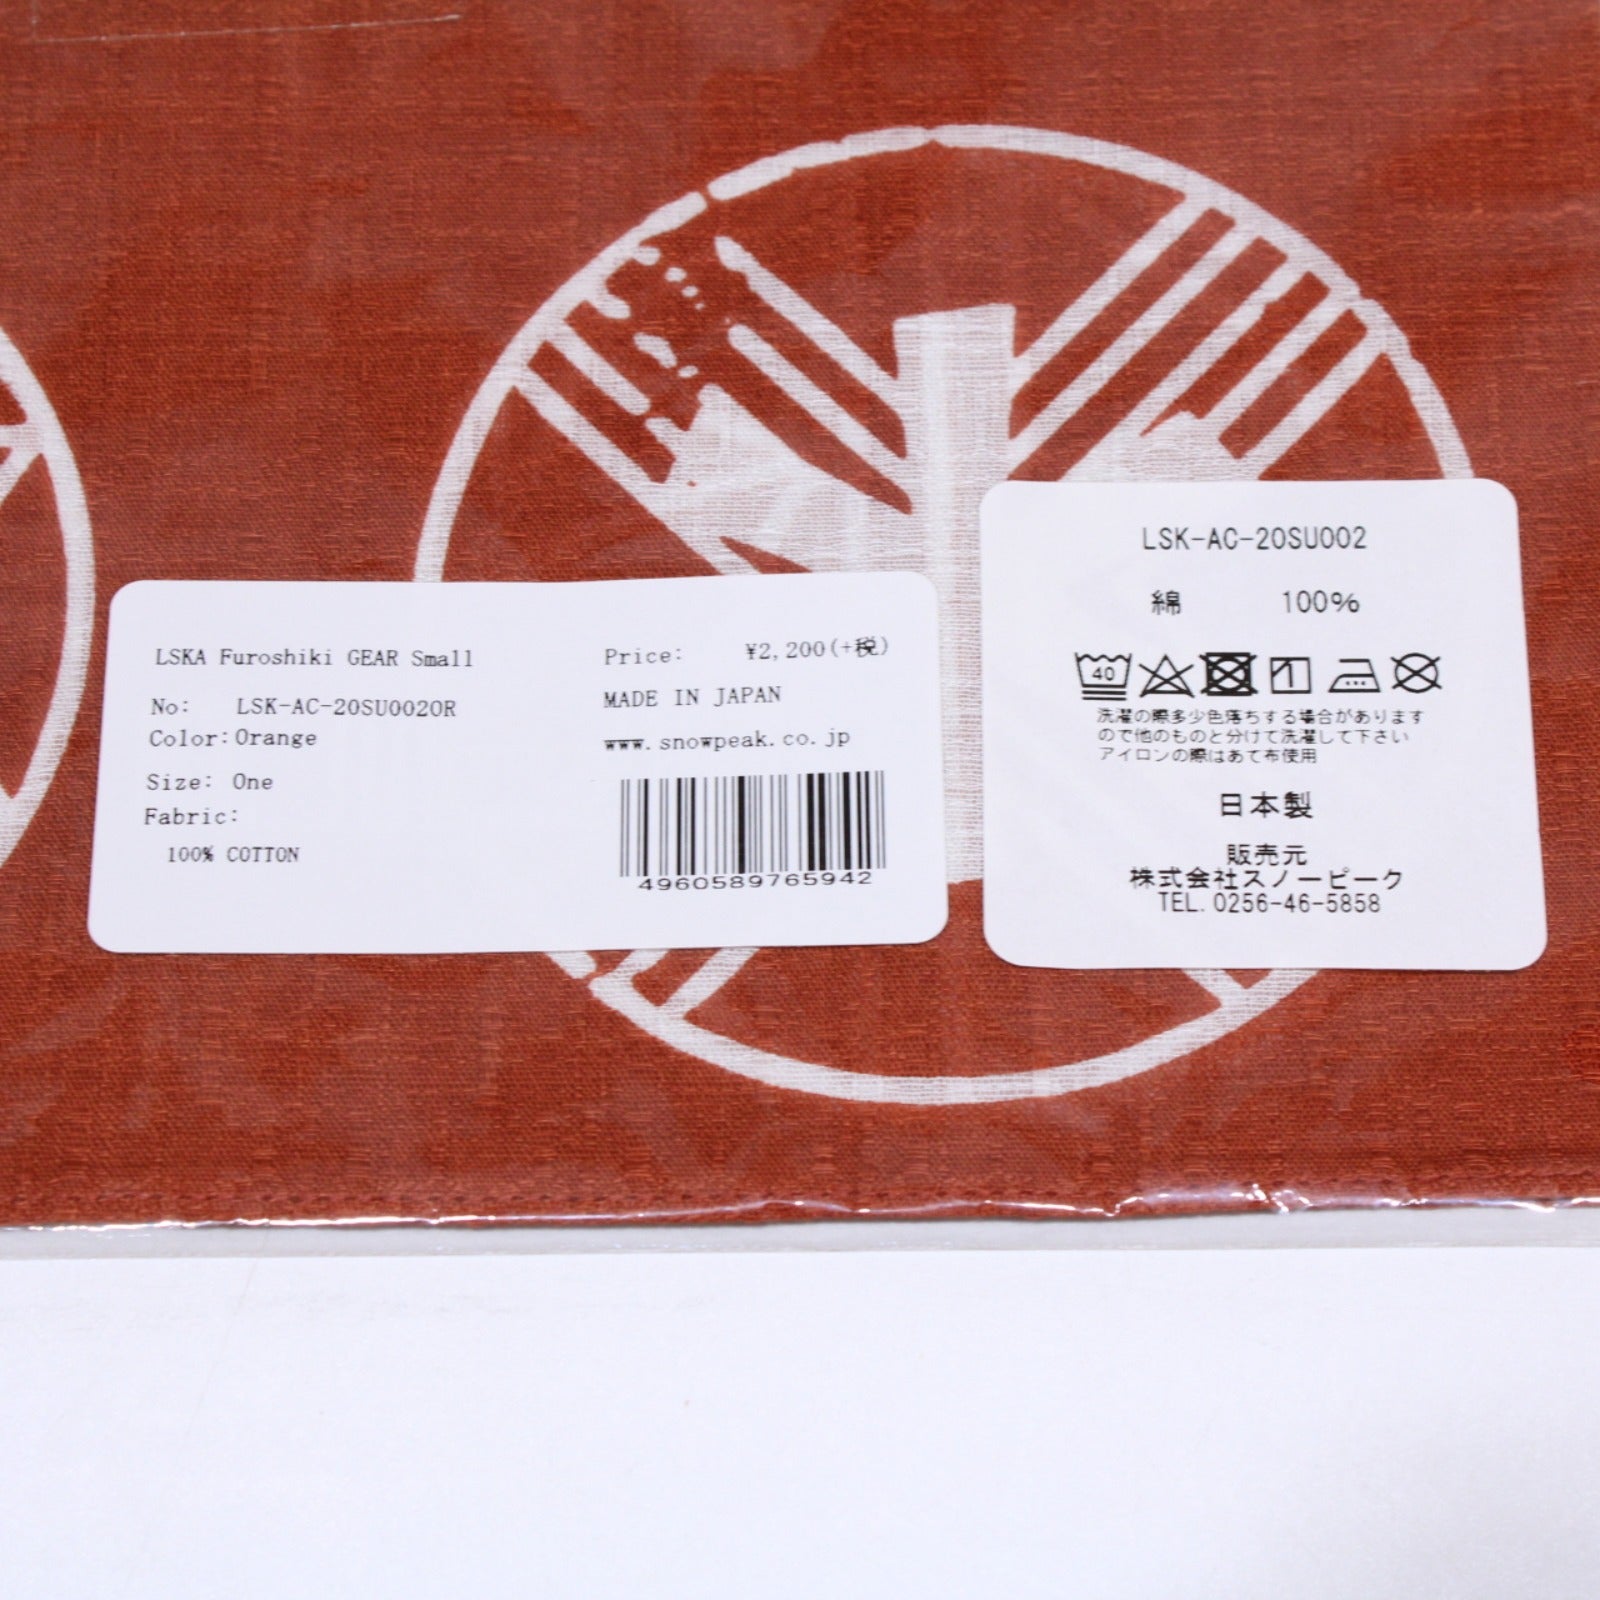 LSKA Furoshiki GEAR Small
No: LSK-AC-20SU002OR
Color:Orange
Size: One
Fabric:
100% COTTON
Price: ¥2,200(+税)
MADE IN JAPAN
www.snowpeak.co.jp
4960589765942
LSK-AC-20SU002
綿 100%
40
洗濯の際多少色落ちする場合があります
ので他のものと分けて洗濯して下さい
アイロンの際はあて布使用
日本製
販売元
株式会社スノーピーク
TEL.0256-46-5858